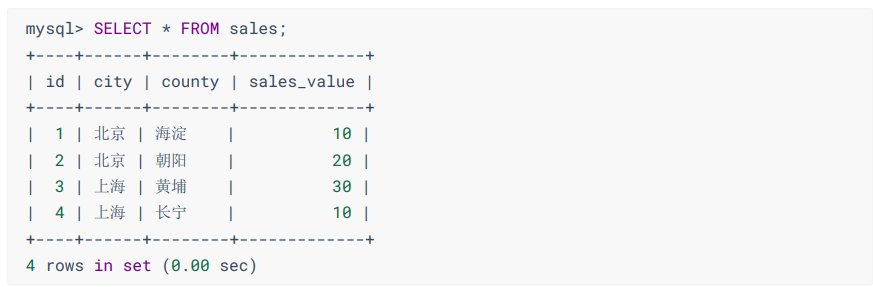 mysql> SELECT * FROM sales;
+----+------+--------+-------------+
| id | city | county | sales_value |
+----+------+--------+-------------+
|  1 | 北京 | 海淀    |          10 |
|  2 | 北京 | 朝阳    |          20 |
|  3 | 上海 | 黄埔    |          30 |
|  4 | 上海 | 长宁    |          10 |
+----+------+--------+-------------+
4 rows in set (0.00 sec)